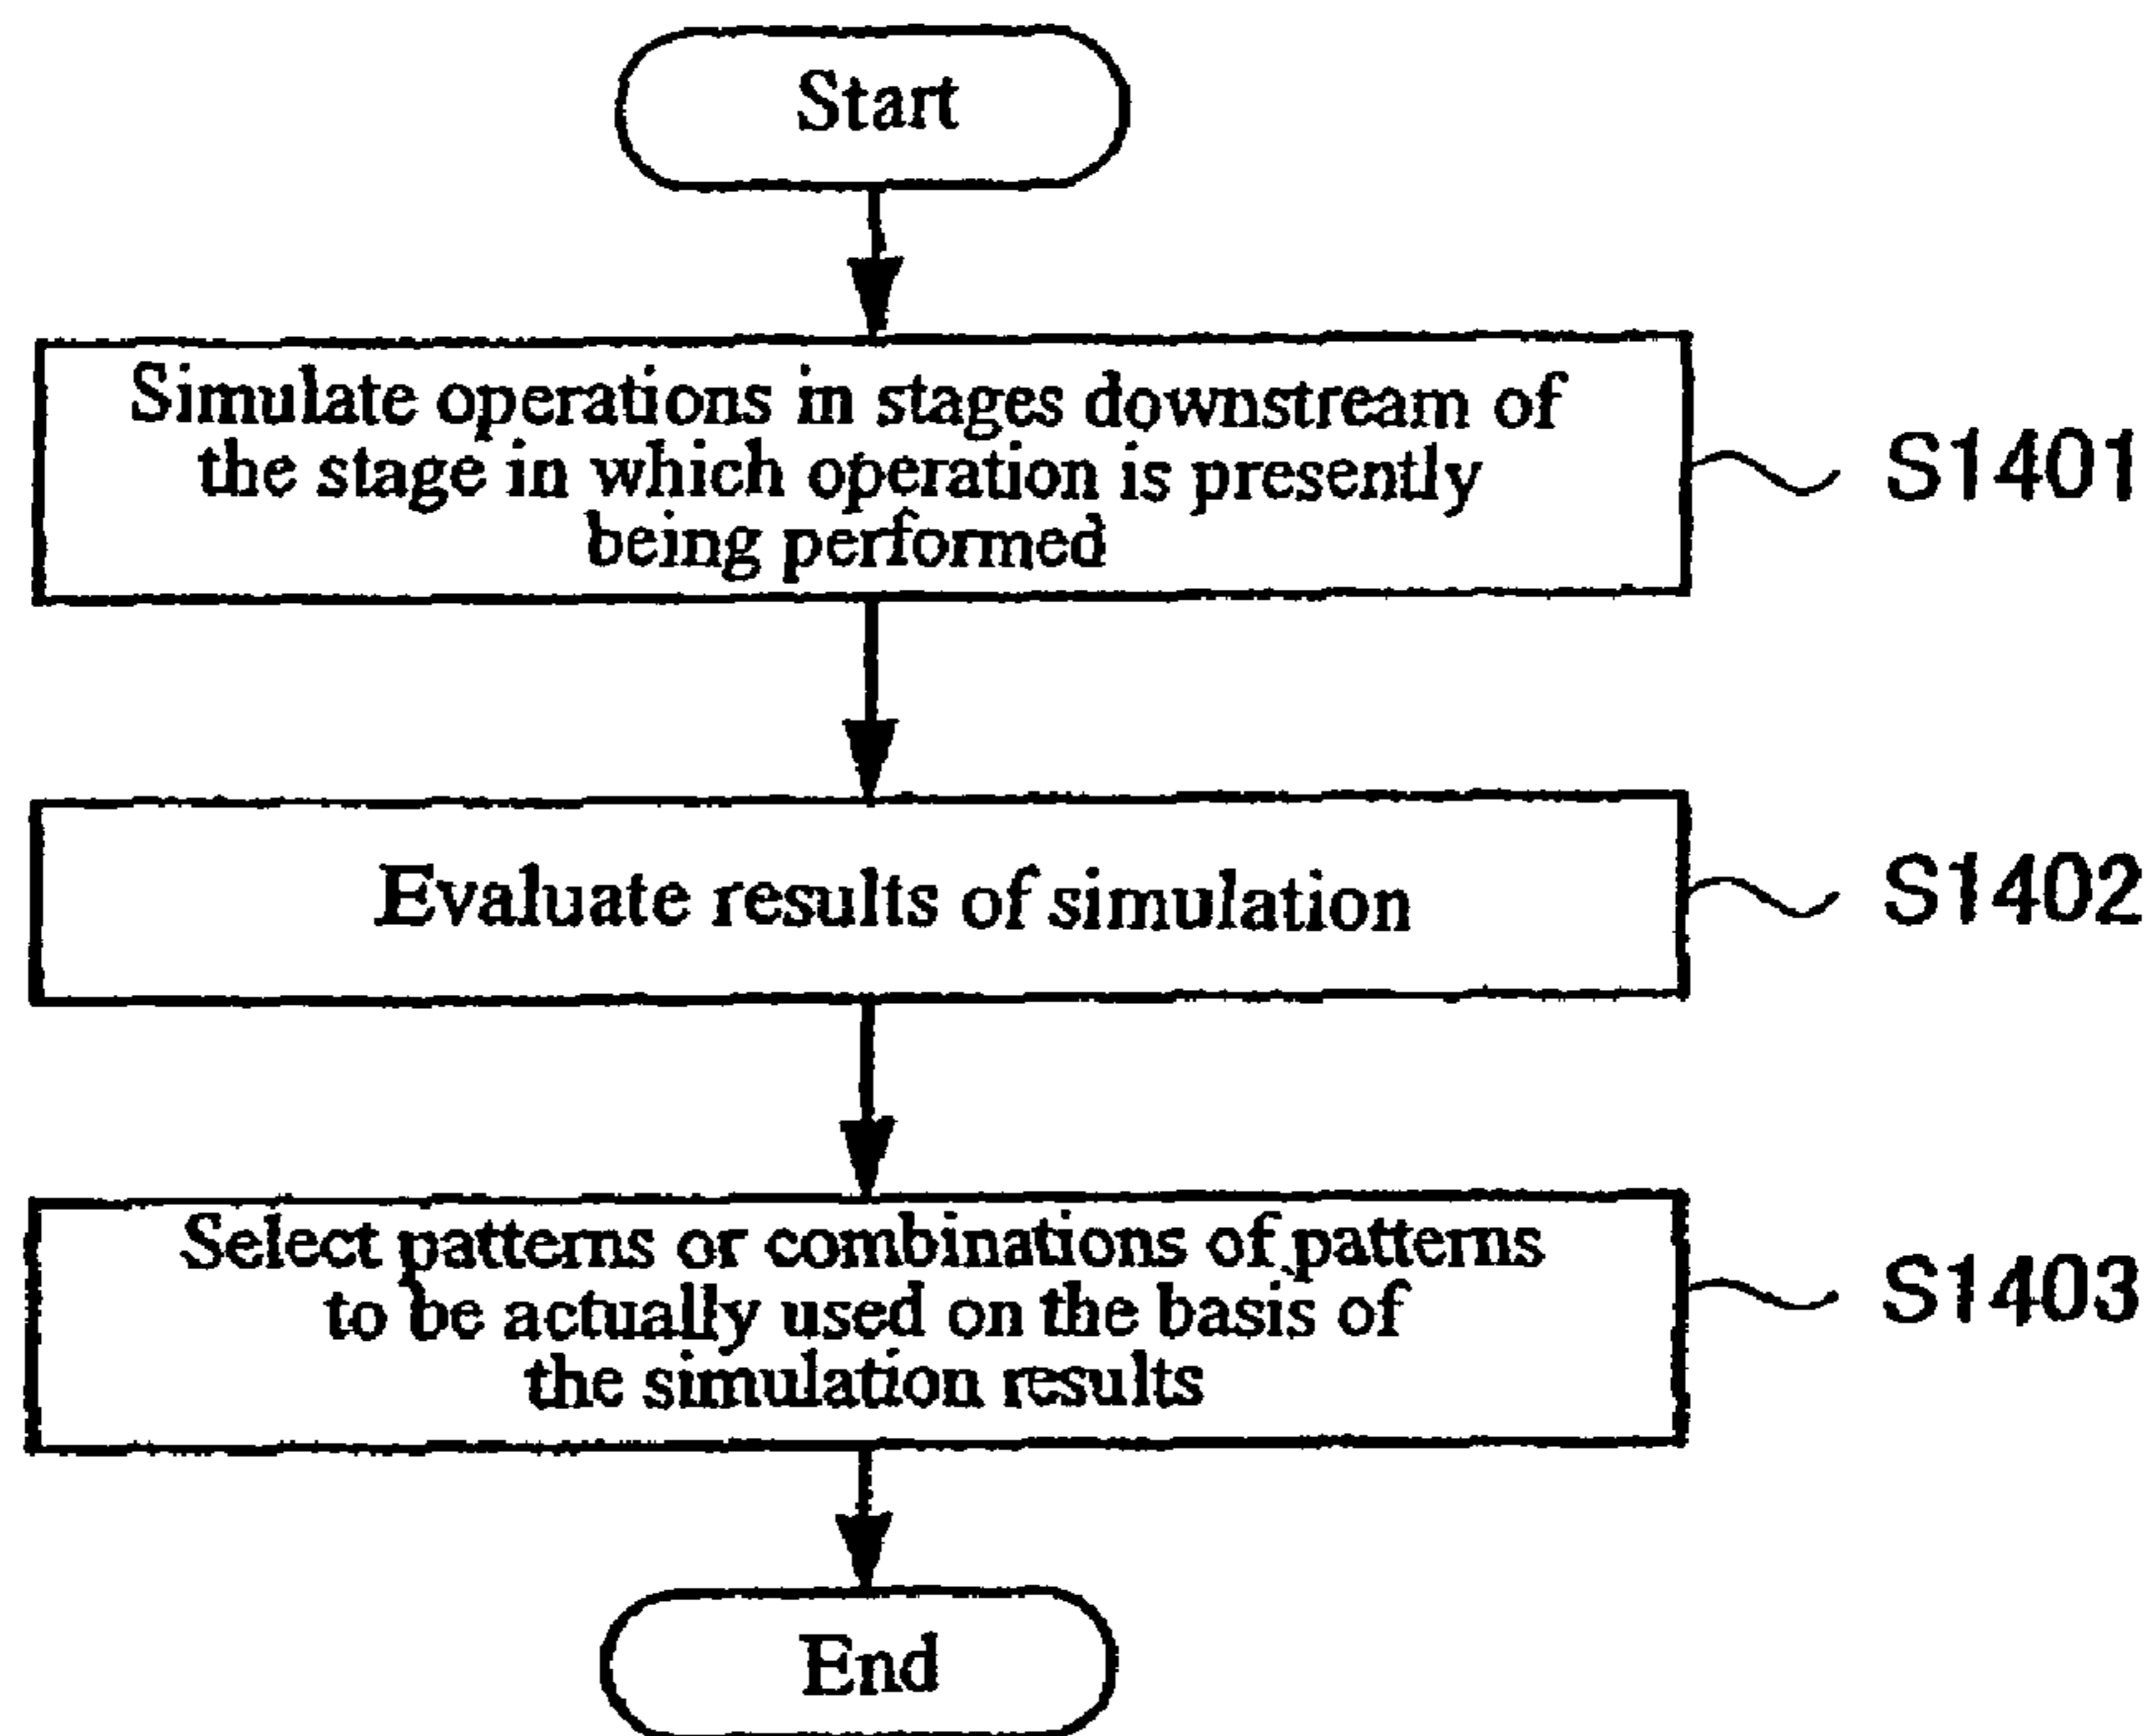 Start
Simulate operations in stages downstream of
the stage in which operation is presently
being performed
S1401
Evaluate results of simulation
S1402
Select patterns or combinations of patterns
to be actually used on the basis of
the simulation results
S1403
End